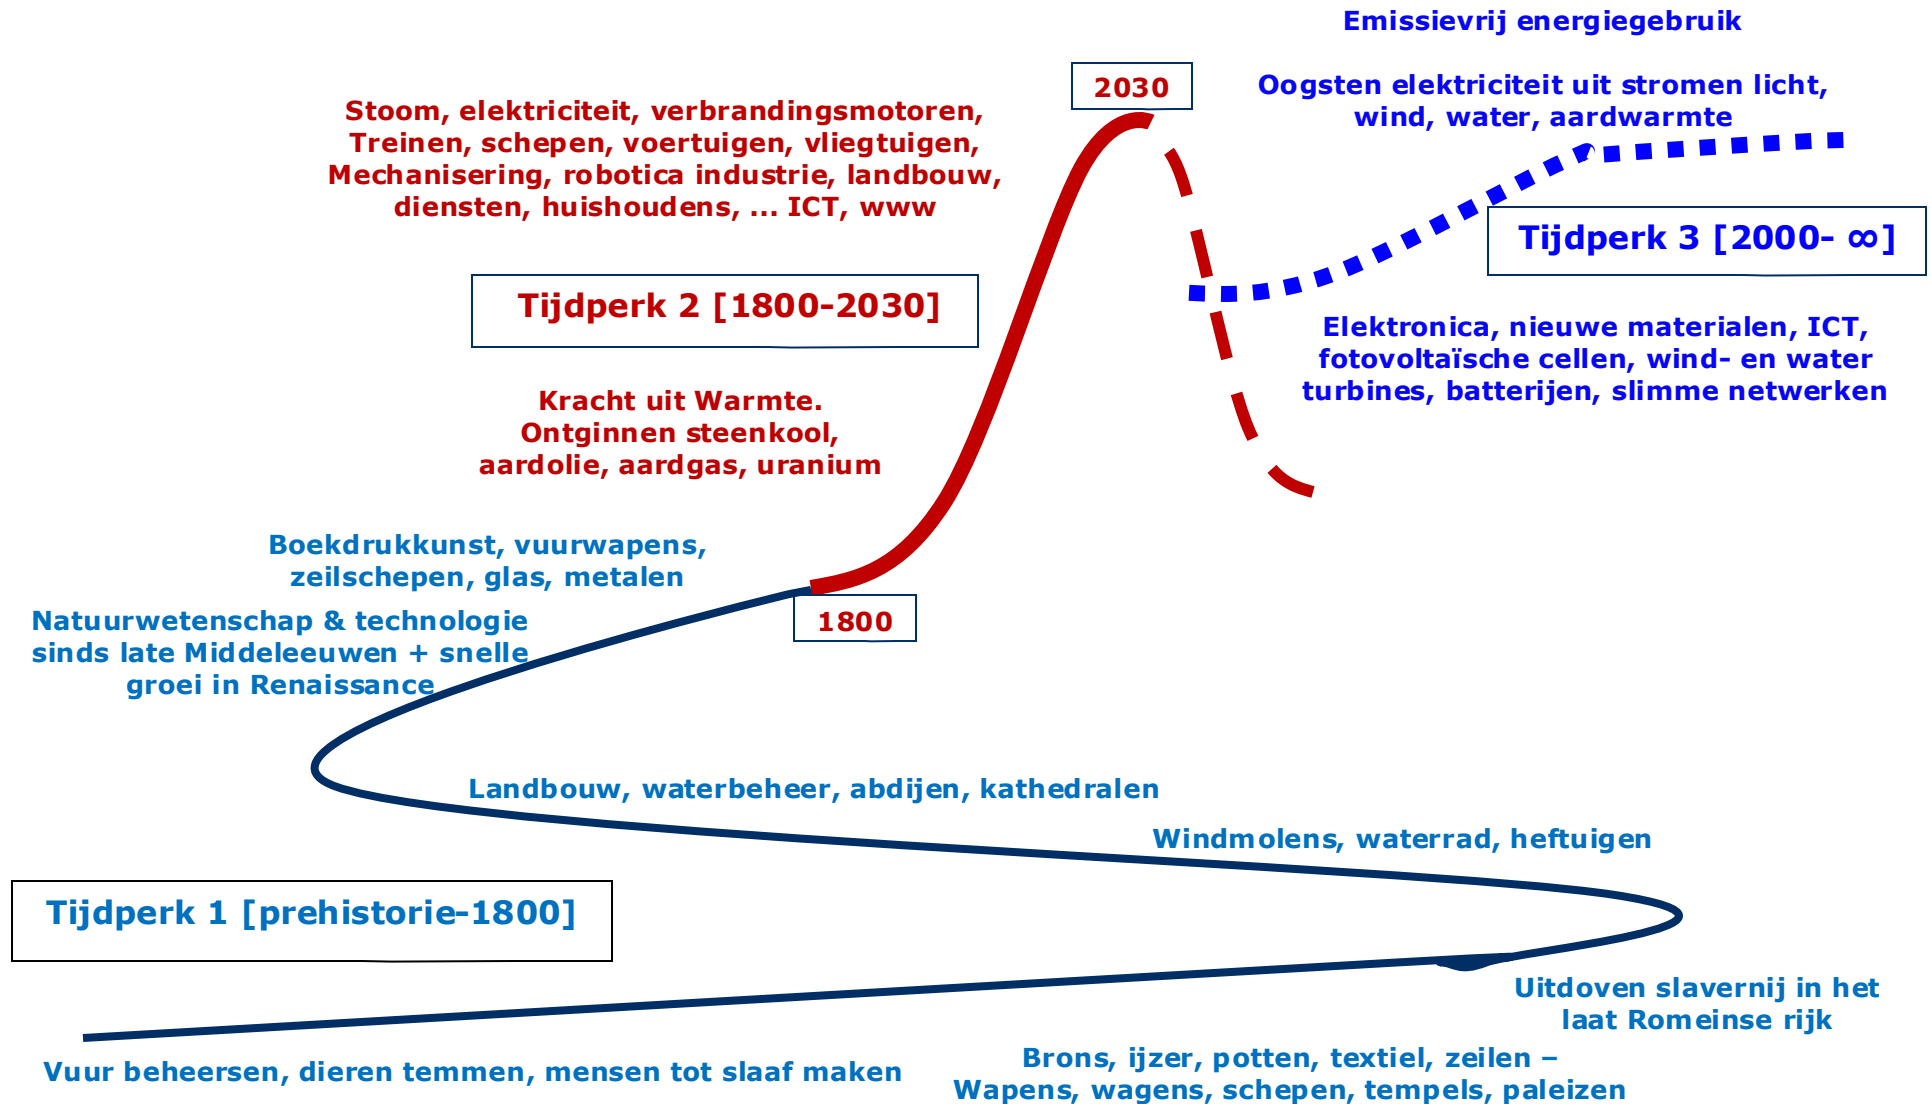 Emissievrij energiegebruik
2030
Oogsten elektriciteit uit stromen licht,
wind, water, aardwarmte
Stoom, elektriciteit, verbrandingsmotoren,
Treinen, schepen, voertuigen, vliegtuigen,
Mechanisering, robotica industrie, landbouw,
diensten, huishoudens, ... ICT, www
Tijdperk 3 [2000- ∞]
Tijdperk 2 [1800-2030]
Elektronica, nieuwe materialen, ICT,
fotovoltaïsche cellen, wind- en water
turbines, batterijen, slimme netwerken
Kracht uit Warmte.
Ontginnen steenkool,
aardolie, aardgas, uranium
Boekdrukkunst, vuurwapens,
zeilschepen, glas, metalen
1800
Natuurwetenschap & technologie
sinds late Middeleeuwen + snelle
groei in Renaissance
Landbouw, waterbeheer, abdijen, kathedralen
Windmolens, waterrad, heftuigen
Tijdperk 1 [prehistorie-1800]
Uitdoven slavernij in het
laat Romeinse rijk
Vuur beheersen, dieren temmen, mensen tot slaaf maken
Brons, ijzer, potten, textiel, zeilen –
Wapens, wagens, schepen, tempels, paleizen